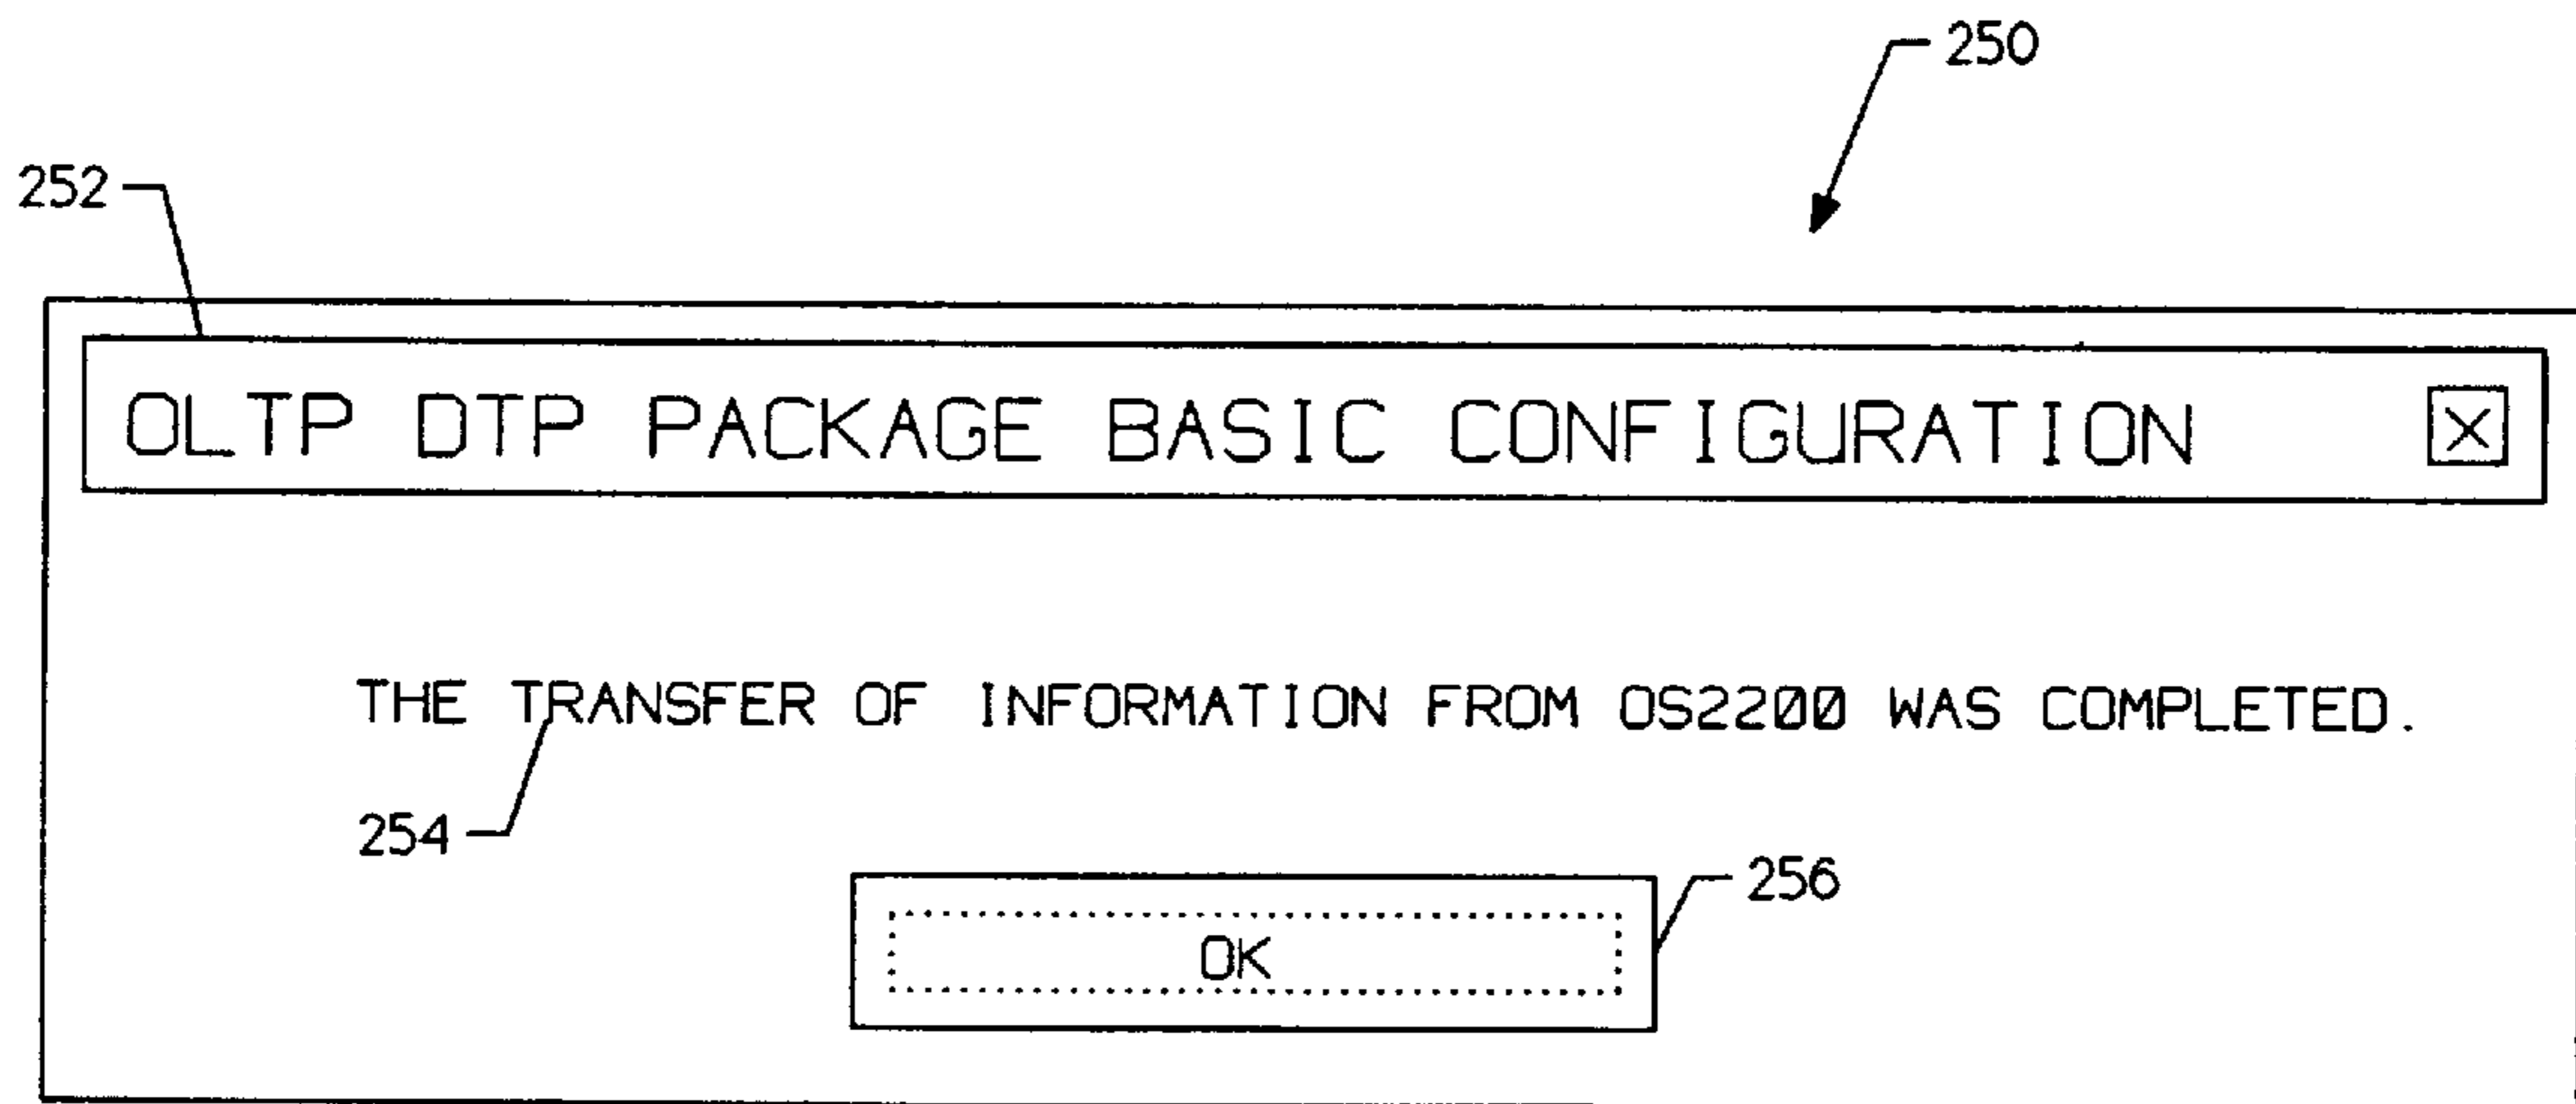 250
252
OLTP DTP PACKAGE BASIC CONFIGURATION X
THE TRANSFER OF INFORMATION FROM OS2200 WAS COMPLETED.
254
256
OK